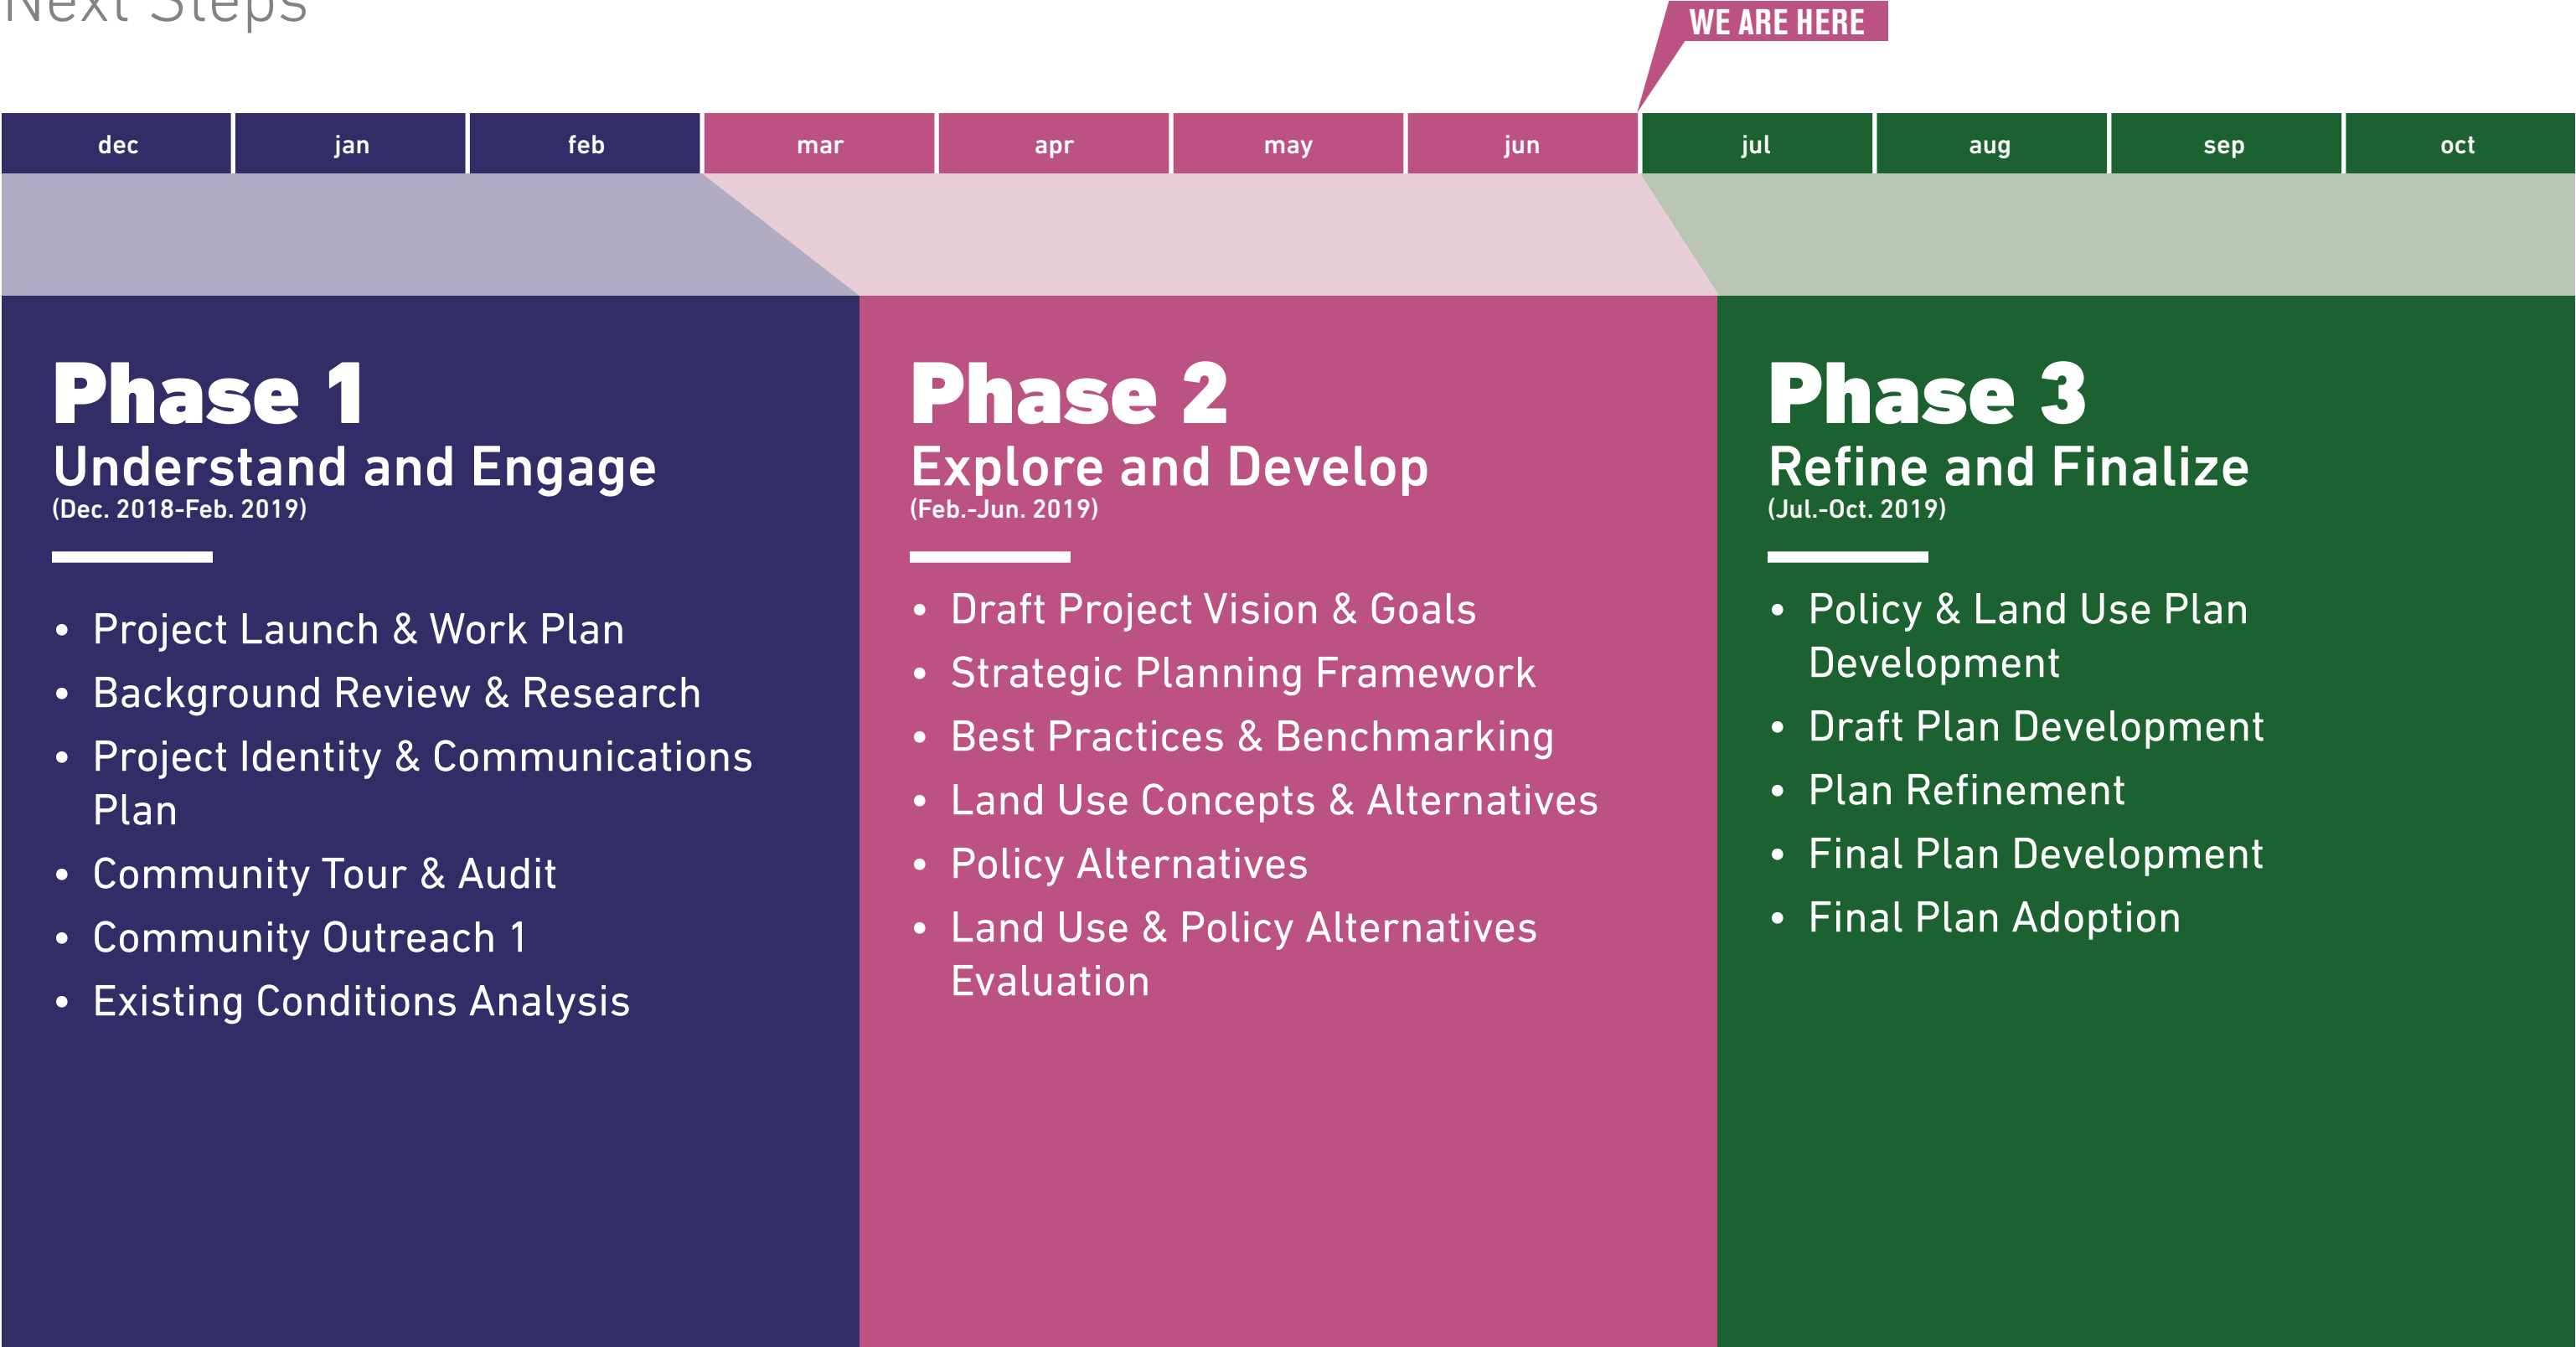 Next Steps
WE ARE HERE
dec jan feb mar apr may jun jul aug sep oct
Phase 1
Understand and Engage
(Dec. 2018-Feb. 2019)
• Project Launch & Work Plan
• Background Review & Research
• Project Identity & Communications
Plan
• Community Tour & Audit
• Community Outreach 1
• Existing Conditions Analysis
Phase 2
Explore and Develop
(Feb.-Jun. 2019)
• Draft Project Vision & Goals
• Strategic Planning Framework
• Best Practices & Benchmarking
• Land Use Concepts & Alternatives
• Policy Alternatives
• Land Use & Policy Alternatives
Evaluation
Phase 3
Refine and Finalize
(Jul.-Oct. 2019)
• Policy & Land Use Plan
Development
• Draft Plan Development
• Plan Refinement
• Final Plan Development
• Final Plan Adoption